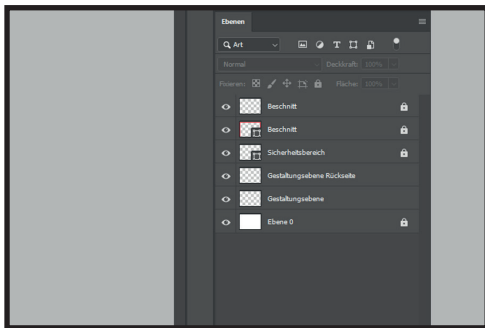 Ebenen
Art
Normal Deckkraft: 100%
Fixieren: Fläche: 100%
Beschnitt
Beschnitt
Sicherheitsbereich
Gestaltungsebene Rückseite
Gestaltungsebene
Ebene 0